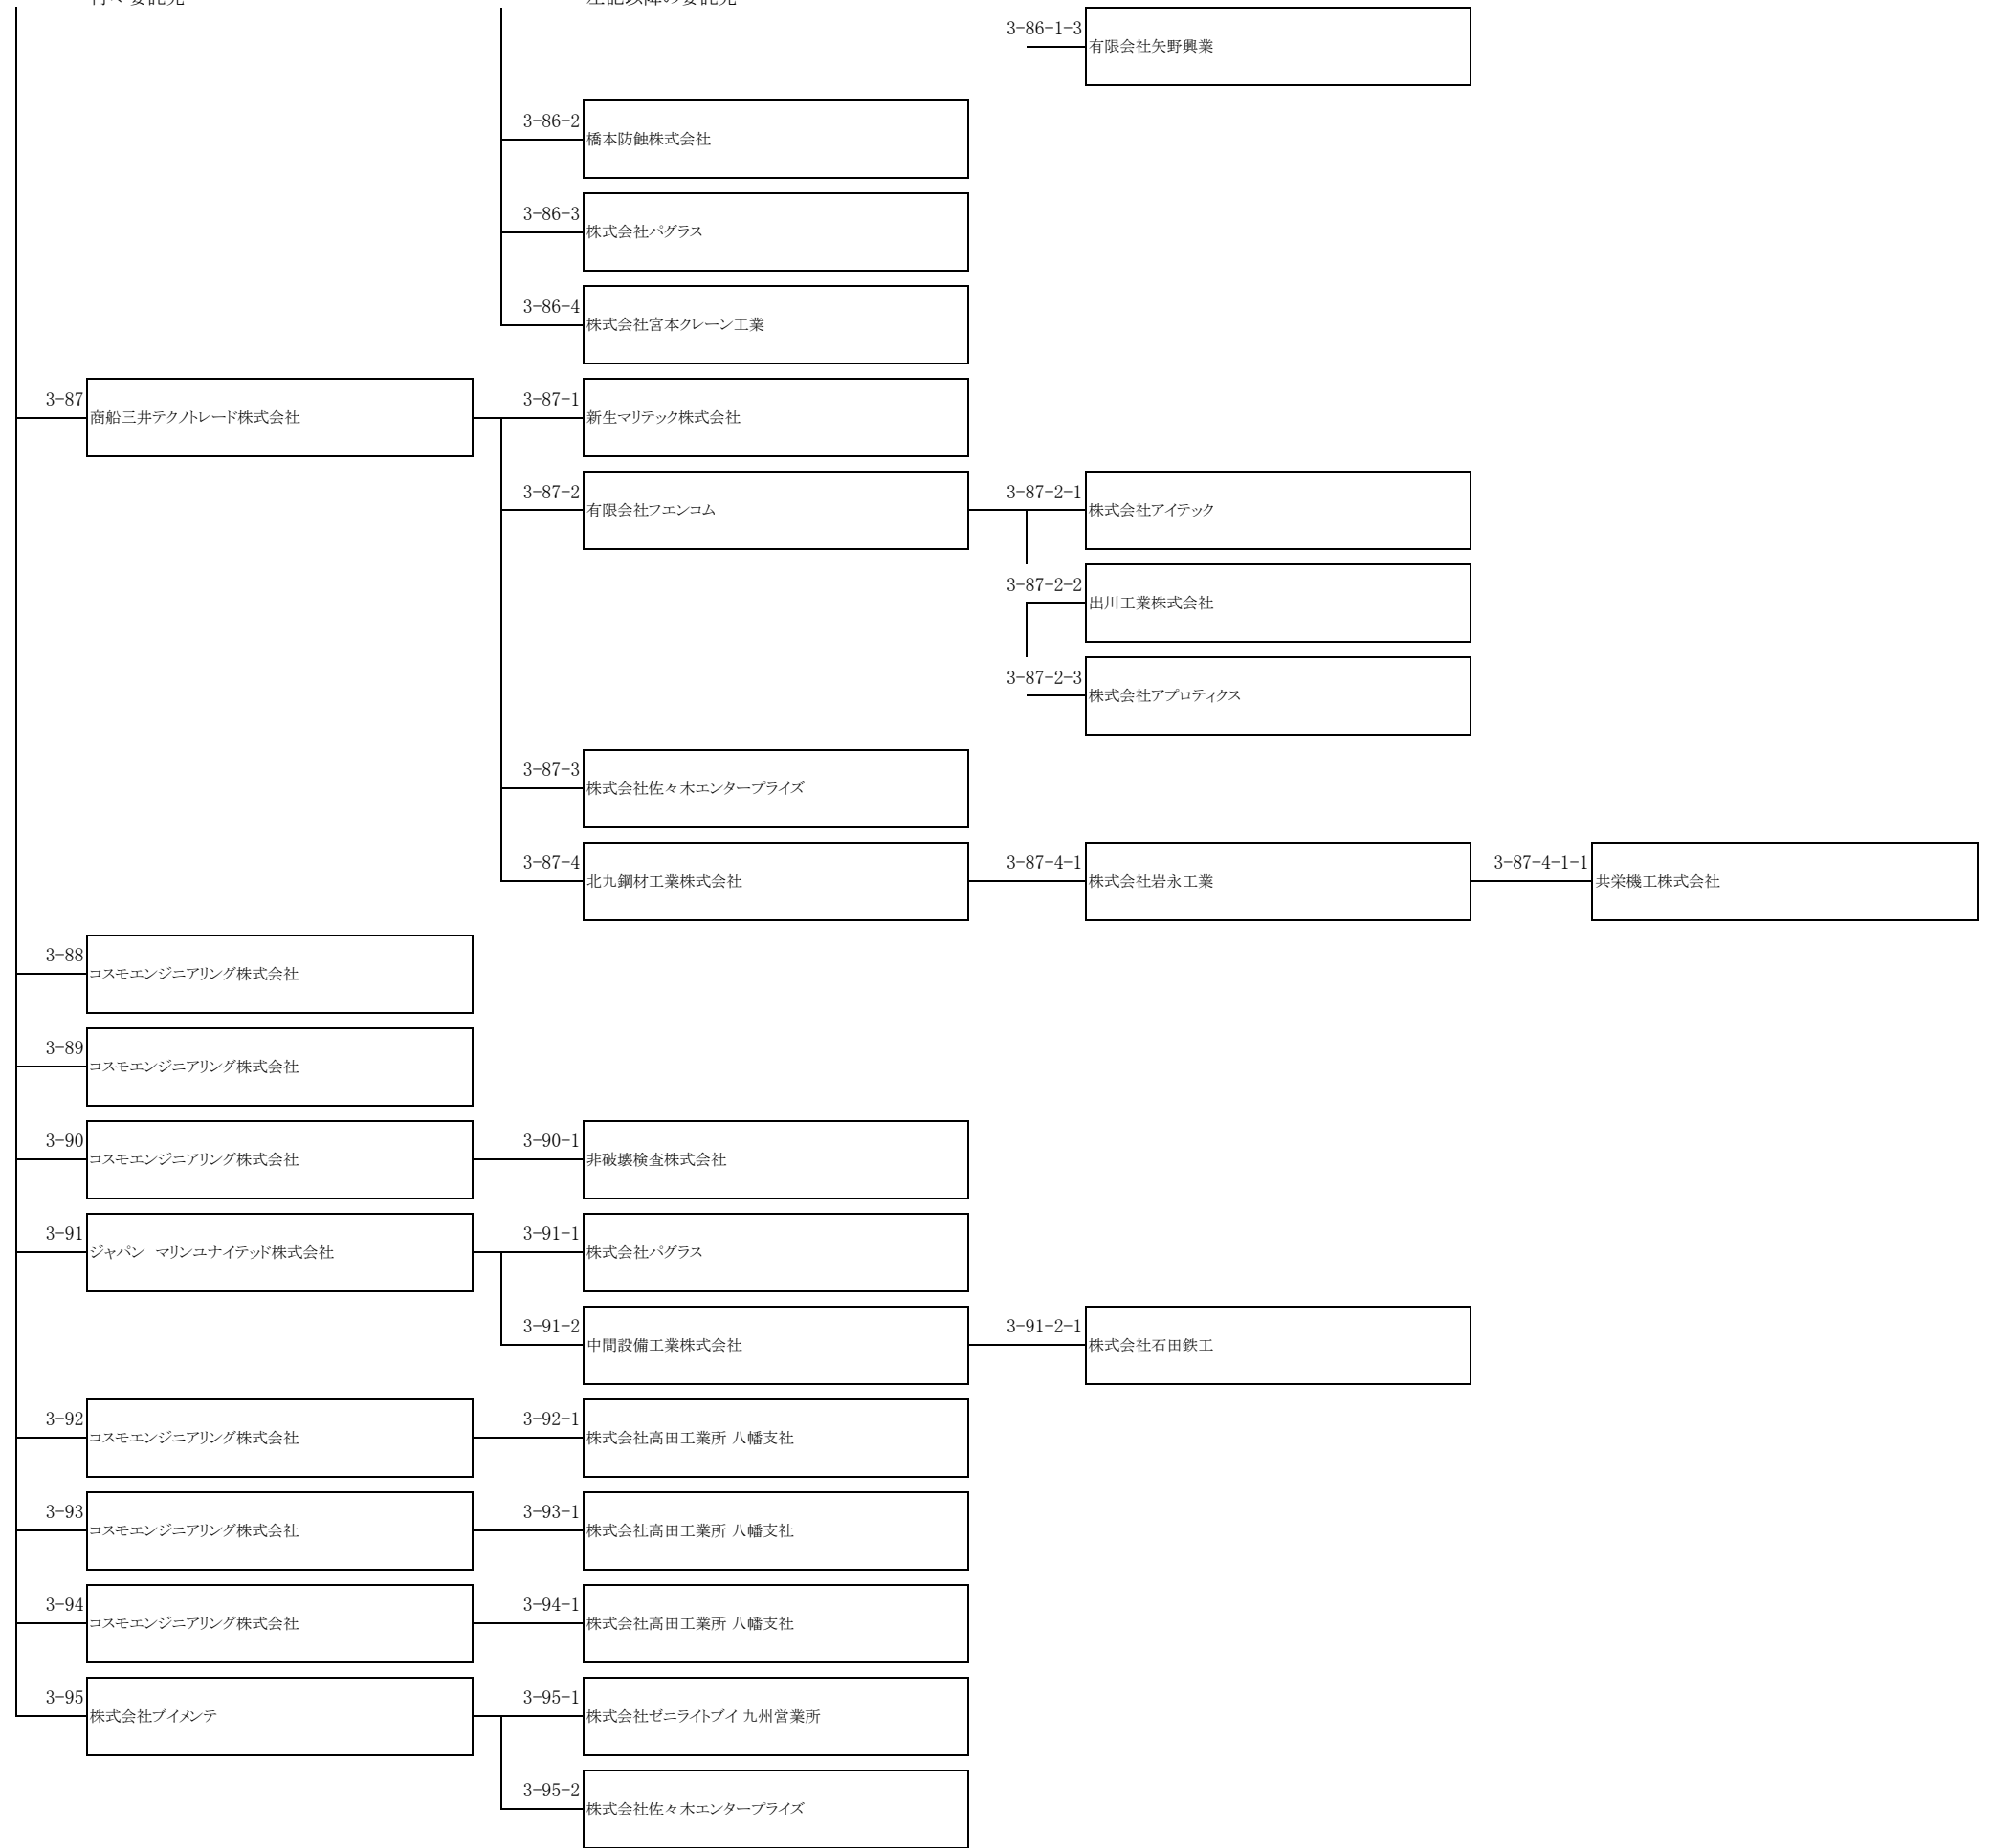 3-86-1-3
有限会社矢野興業
3-86-2
橋本防蝕株式会社
3-86-3
株式会社パグラス
3-86-4
株式会社宮本クレーン工業
3-87
商船三井テクノトレード株式会社
3-87-1
新生マリテック株式会社
3-87-2
有限会社フエンコム
3-87-2-1
株式会社アイテック
3-87-2-2
出川工業株式会社
3-87-2-3
株式会社アプロティクス
3-87-3
株式会社佐々木エンタープライズ
3-87-4
北九鋼材工業株式会社
3-87-4-1
株式会社岩永工業
3-87-4-1-1
共栄機工株式会社
3-88
コスモエンジニアリング株式会社
3-89
コスモエンジニアリング株式会社
3-90
コスモエンジニアリング株式会社
3-90-1
非破壊検査株式会社
3-91
ジャパン　マリンユナイテッド株式会社
3-91-1
株式会社パグラス
3-91-2
中間設備工業株式会社
3-91-2-1
株式会社石田鉄工
3-92
コスモエンジニアリング株式会社
3-92-1
株式会社高田工業所 八幡支社
3-93
コスモエンジニアリング株式会社
3-93-1
株式会社高田工業所 八幡支社
3-94
コスモエンジニアリング株式会社
3-94-1
株式会社高田工業所 八幡支社
3-95
株式会社ブイメンテ
3-95-1
株式会社ゼニライトブイ 九州営業所
3-95-2
株式会社佐々木エンタープライズ